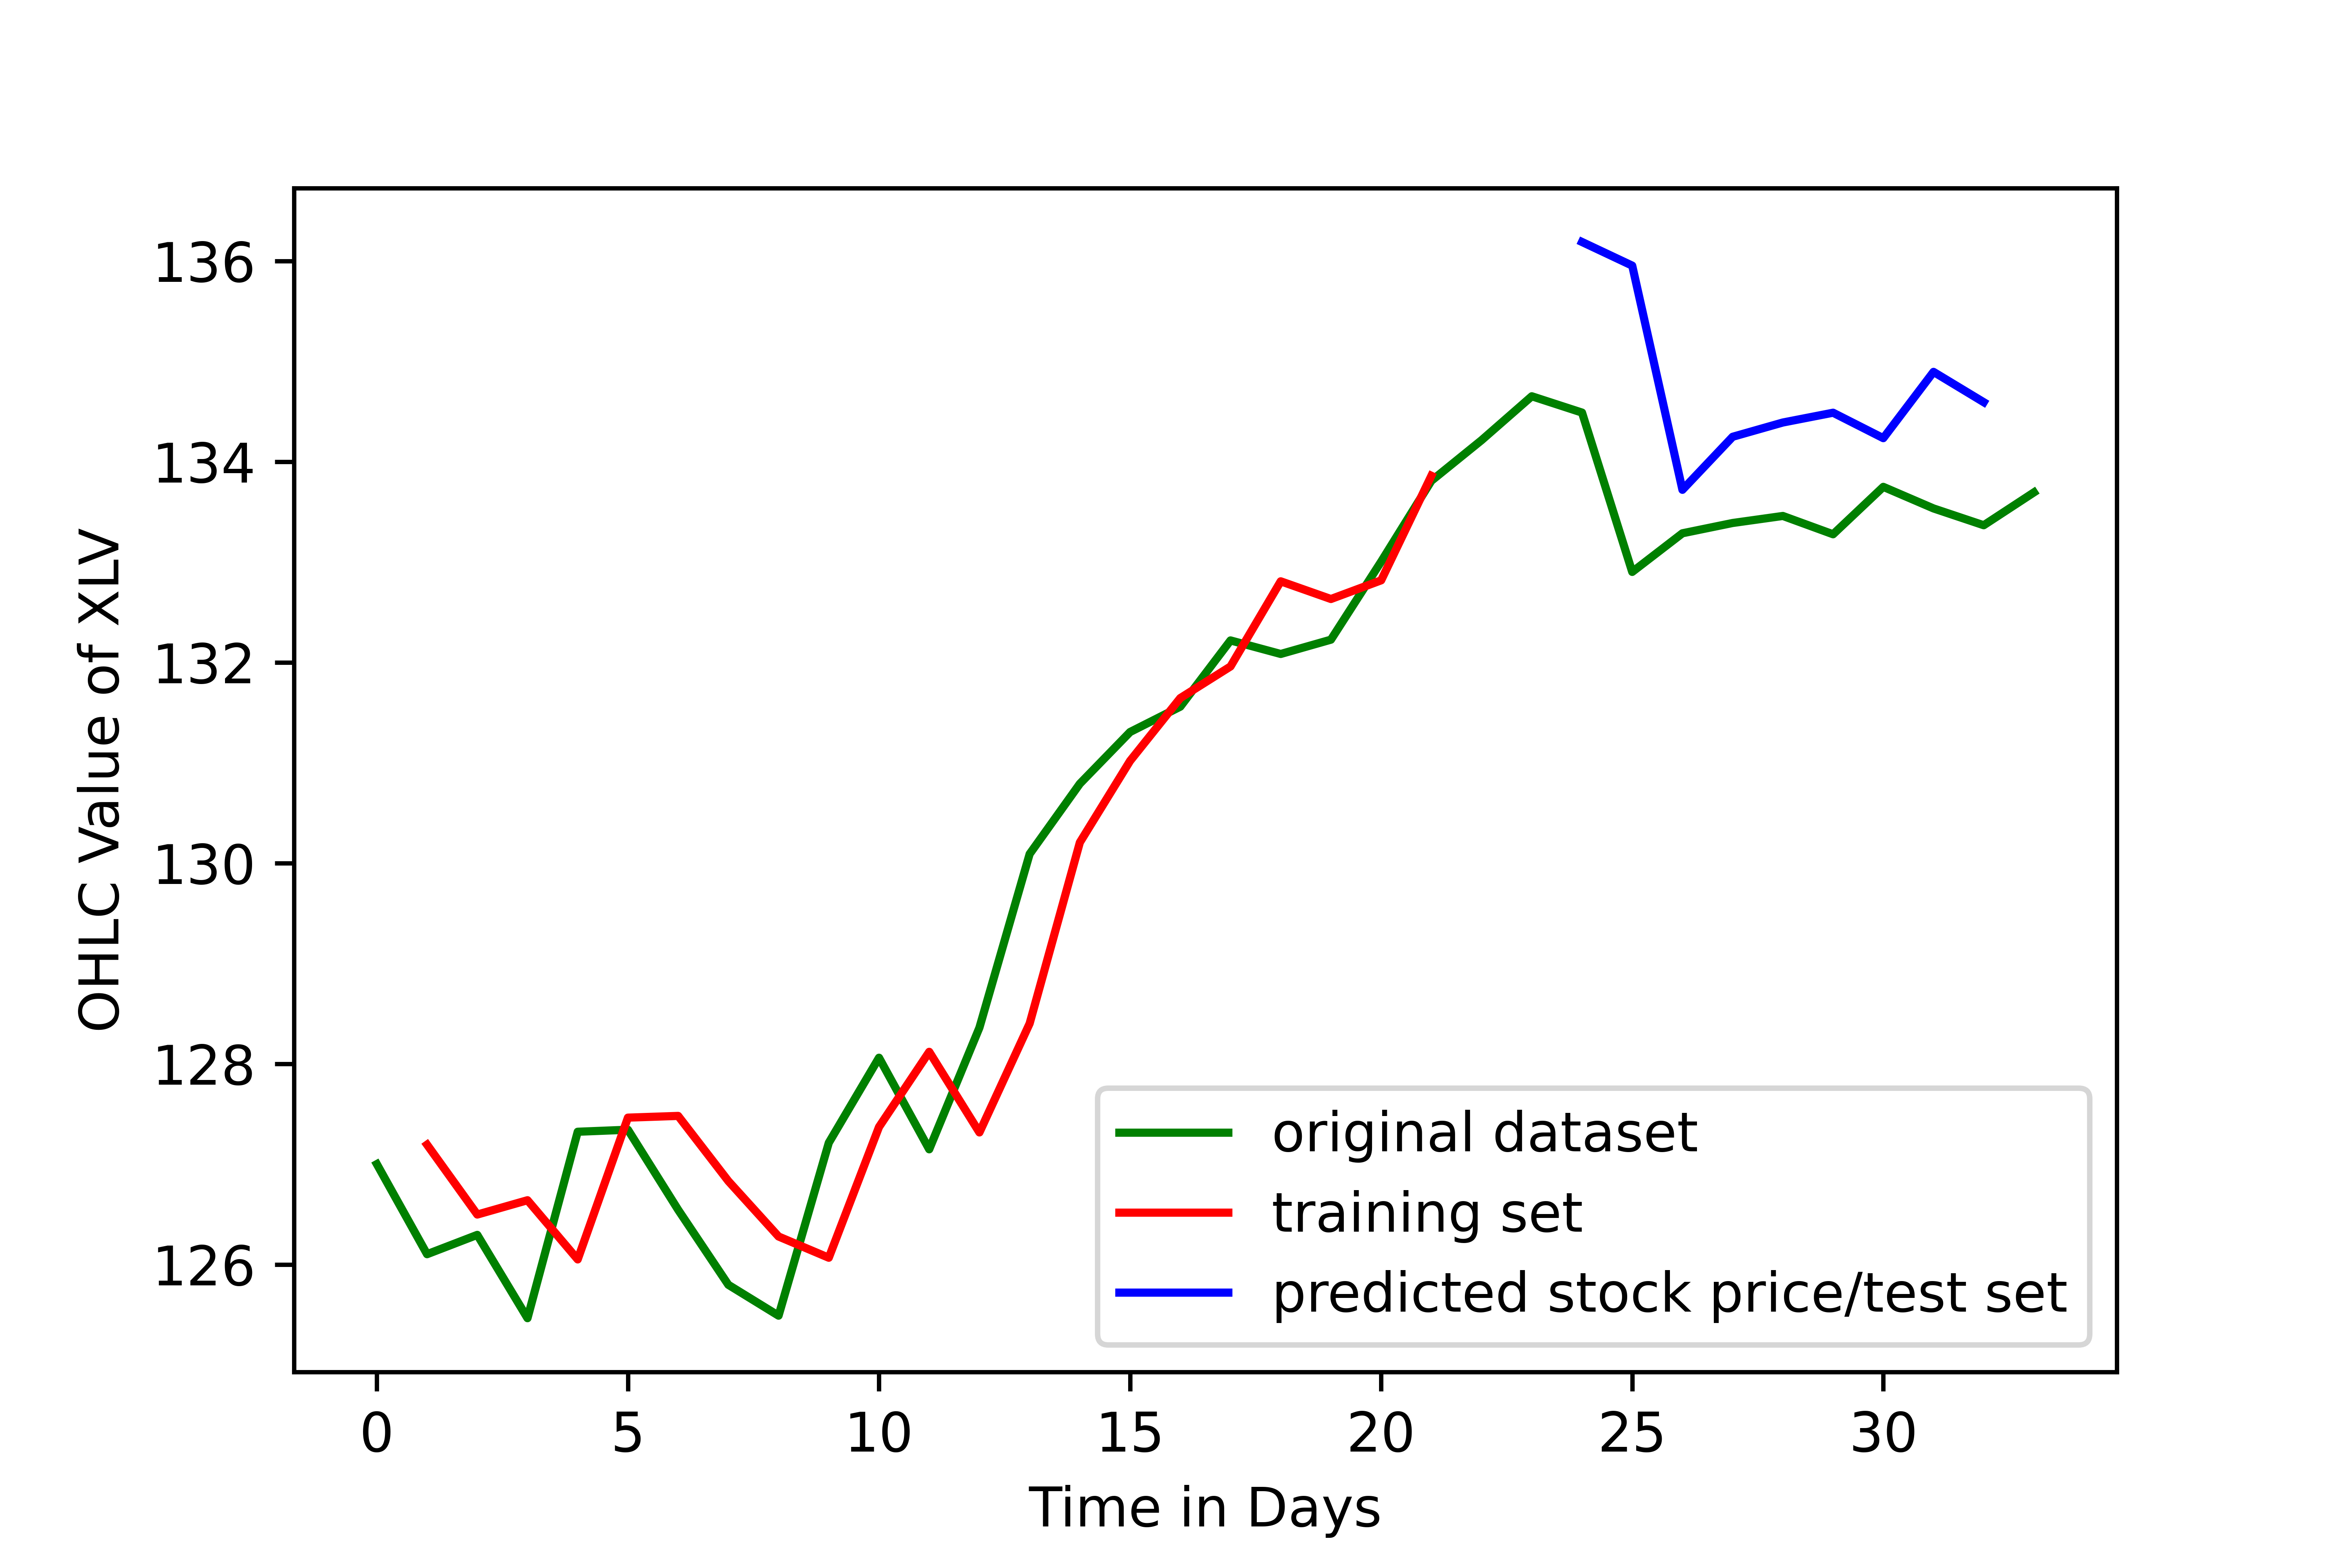 136
134
132
130
128
126
OHLC Value of XLV
original dataset
training set
predicted stock price/test set
0 5 10 15 20 25 30
Time in Days